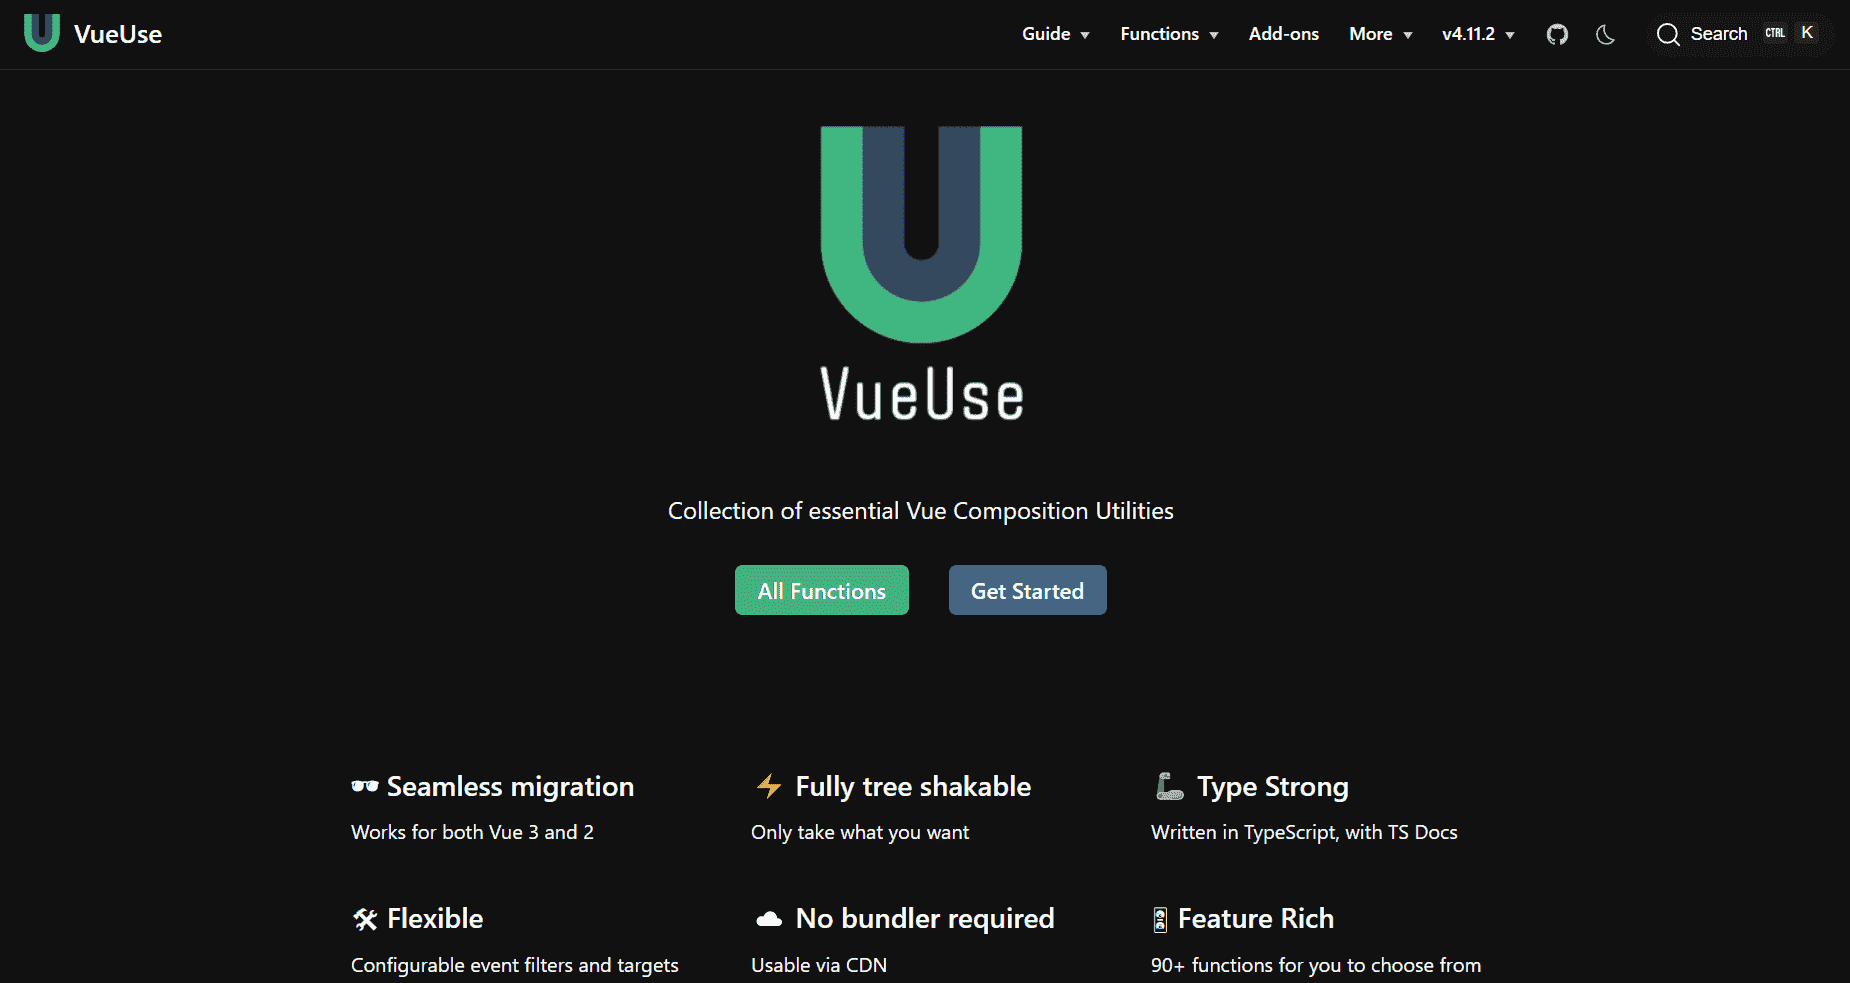 VueUse
Guide Functions Add-ons More v4.11.2 Search CTRL K
VueUse
Collection of essential Vue Composition Utilities
All Functions Get Started
Seamless migration
Works for both Vue 3 and 2
Fully tree shakable
Only take what you want
Type Strong
Written in TypeScript, with TS Docs
Flexible
Configurable event filters and targets
No bundler required
Usable via CDN
Feature Rich
90+ functions for you to choose from